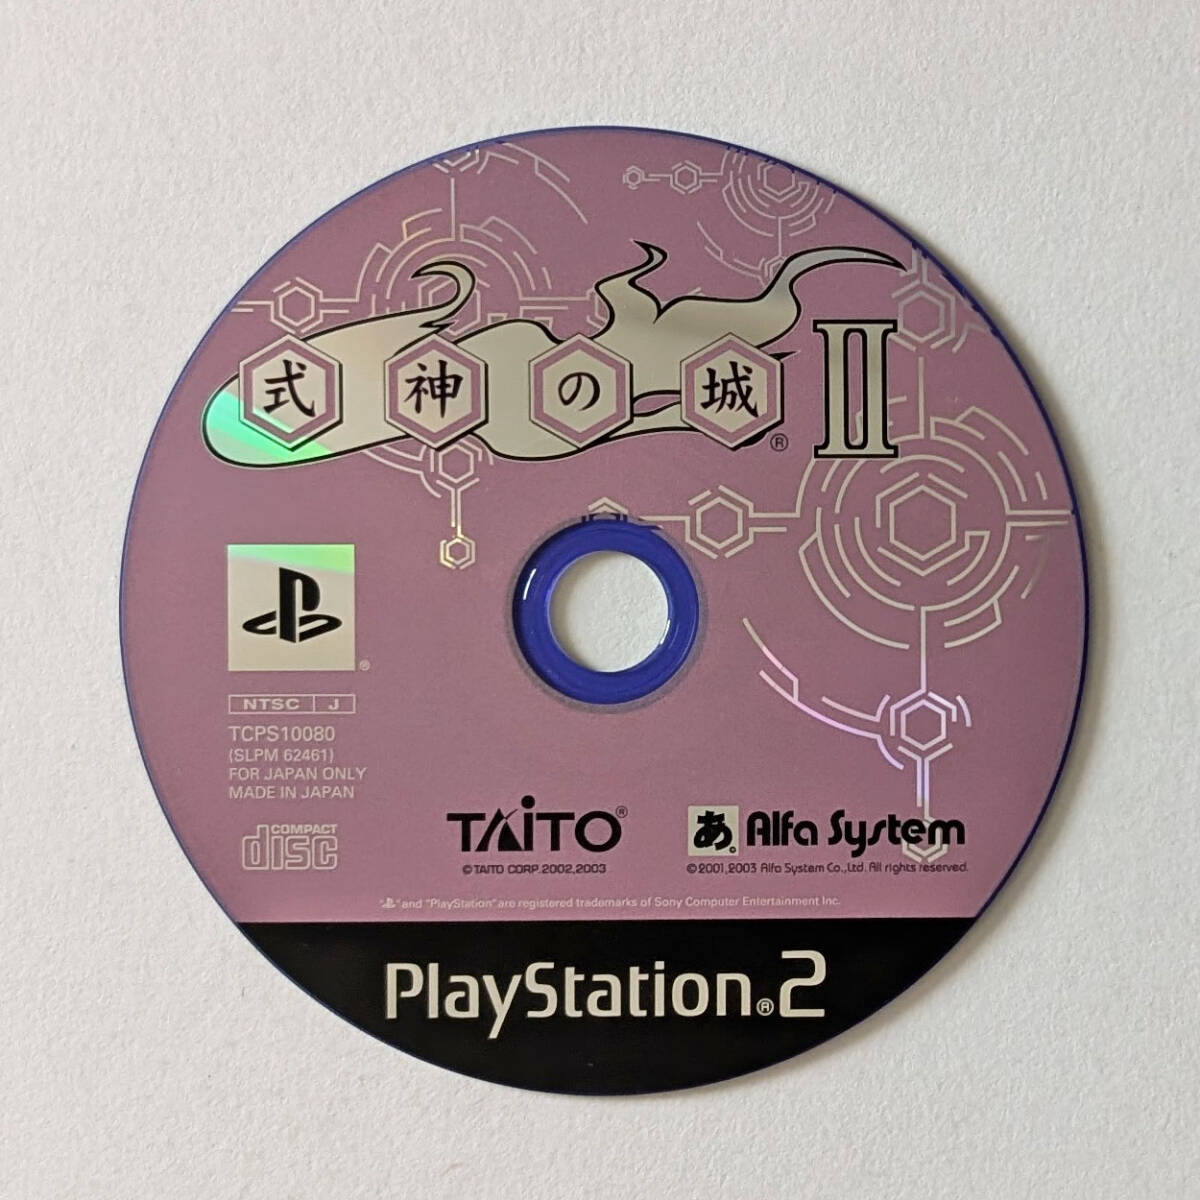 式神の城 II
®
®
NTSC J
TCPS10080
(SLPM 62461)
FOR JAPAN ONLY
MADE IN JAPAN
COMPACT
disc
TAITO®
© TAITO CORP. 2002,2003
あ。 Alfa System
© 2001, 2003 Alfa System Co., Ltd. All rights reserved.
" " and "PlayStation" are registered trademarks of Sony Computer Entertainment Inc.
PlayStation®2